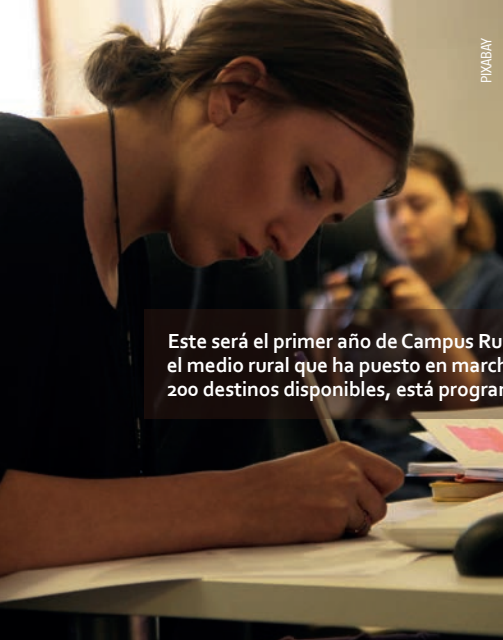 PIXABAY
Este será el primer año de Campus Ru
el medio rural que ha puesto en march
200 destinos disponibles, está program